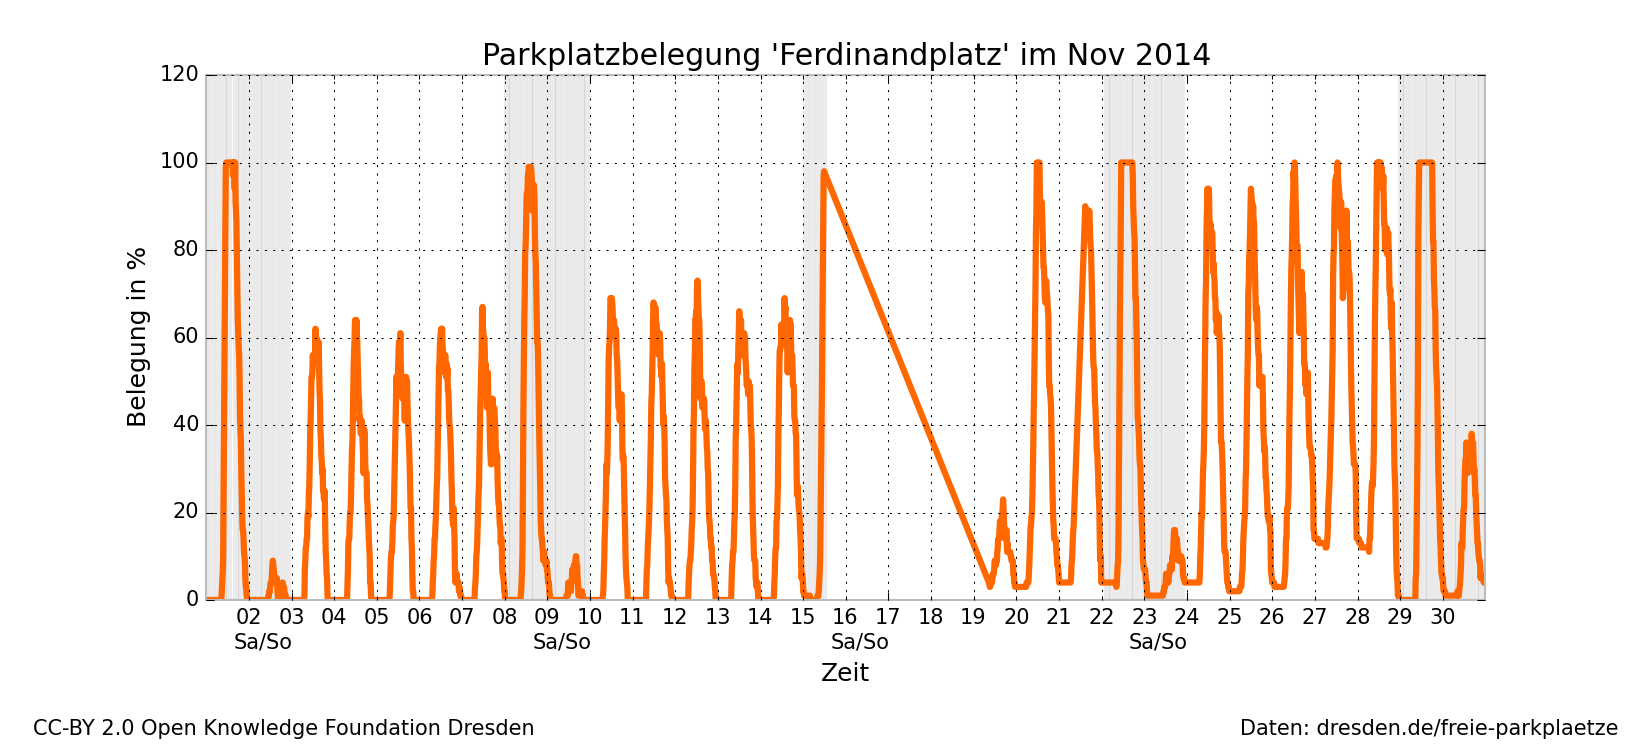 Parkplatzbelegung 'Ferdinandplatz' im Nov 2014
120
100
80
60
40
20
0
Belegung in %
02 03 04 05 06 07 08 09 10 11 12 13 14 15 16 17 18 19 20 21 22 23 24 25 26 27 28 29 30
Sa/So Sa/So Sa/So Sa/So
Zeit
CC-BY 2.0 Open Knowledge Foundation Dresden
Daten: dresden.de/freie-parkplaetze